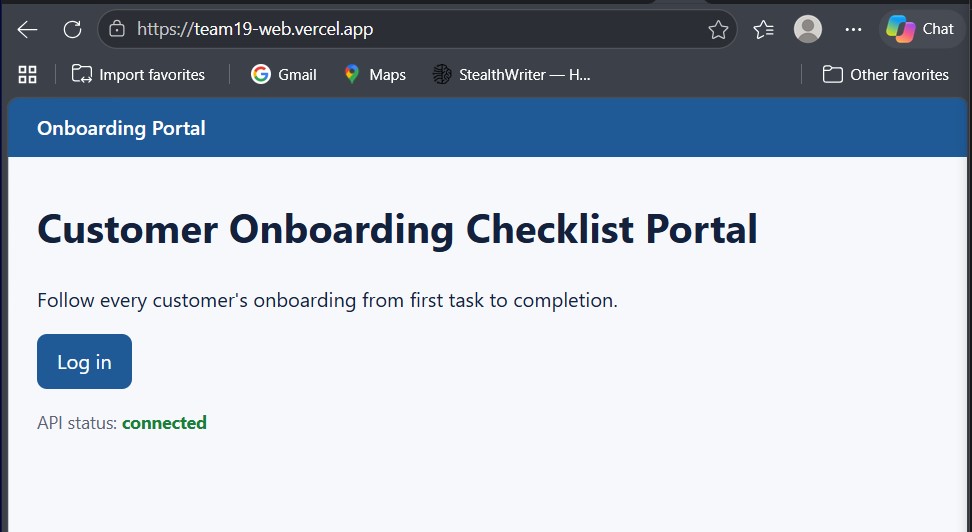 https://team19-web.vercel.app
Chat
Import favorites
Gmail
Maps
StealthWriter — H...
Other favorites
Onboarding Portal
Customer Onboarding Checklist Portal
Follow every customer's onboarding from first task to completion.
Log in
API status: connected